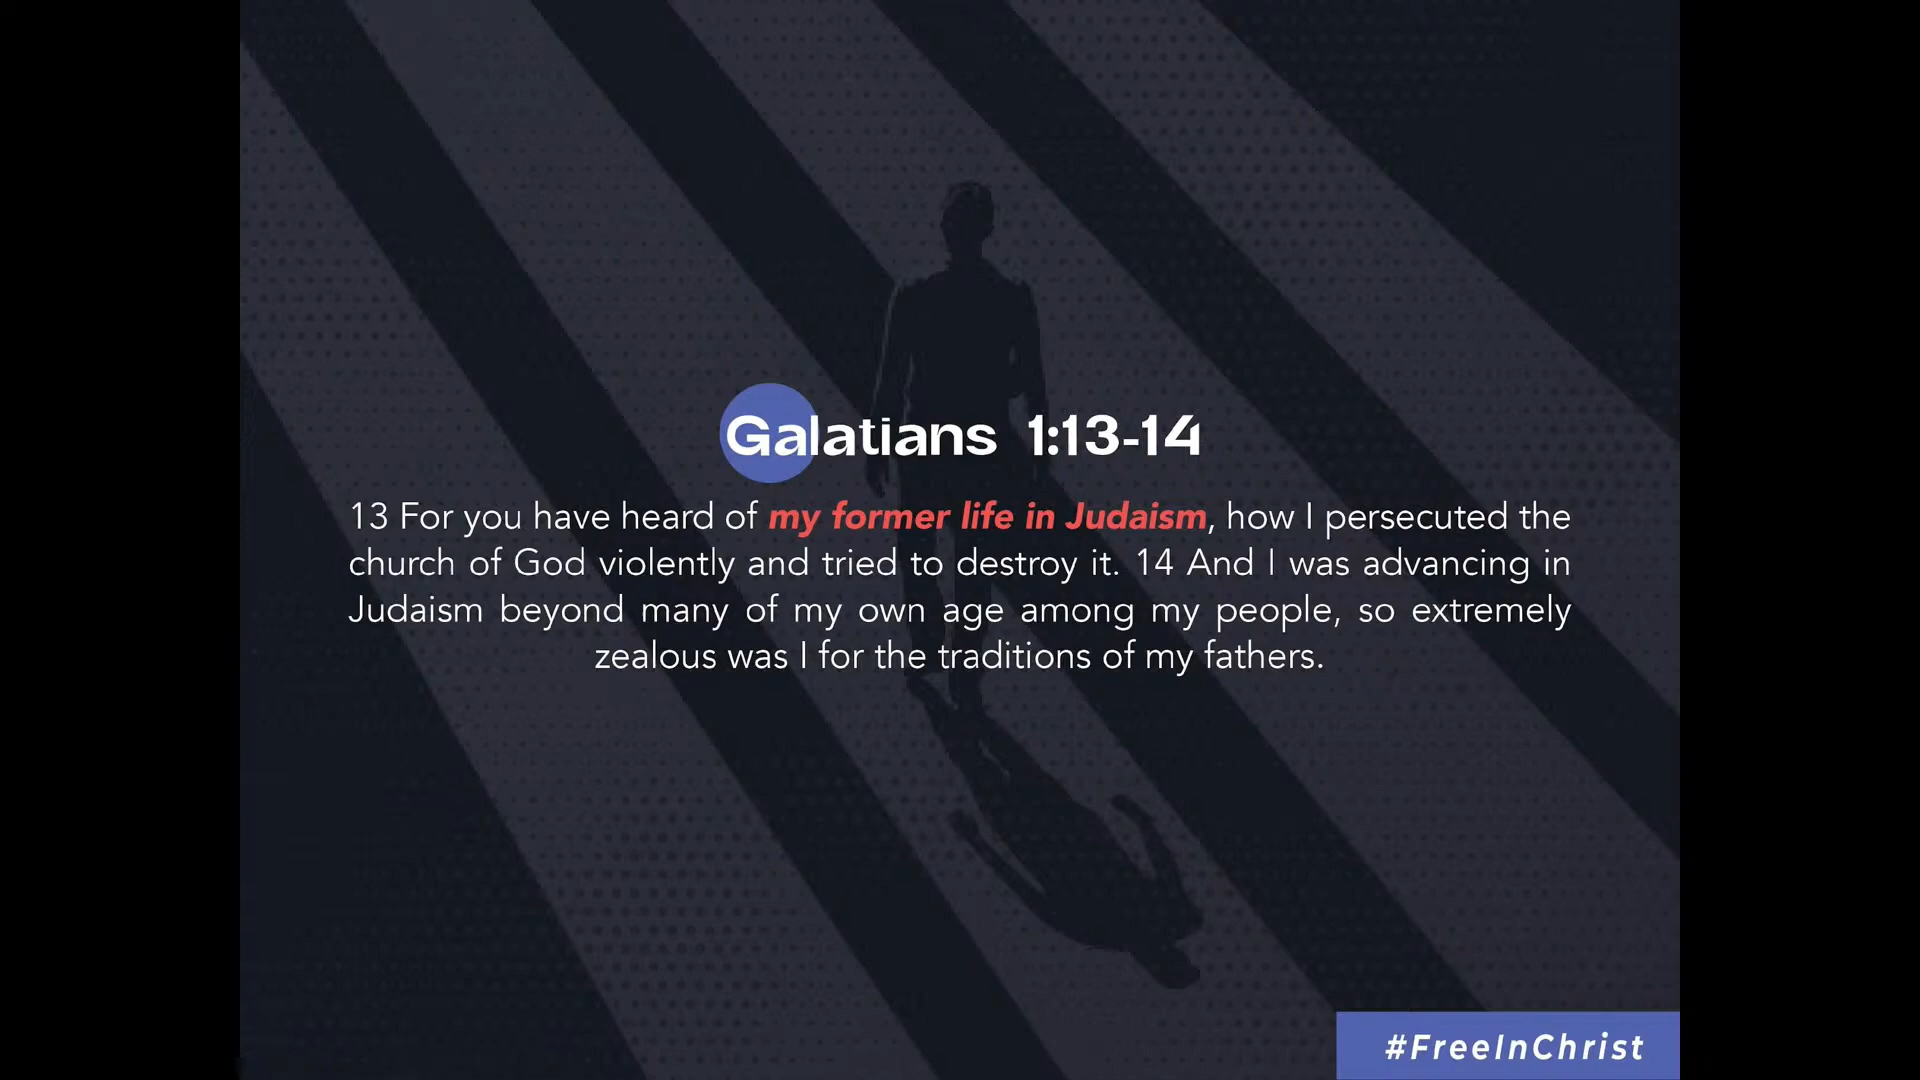 Galatians 1:13-14
13 For you have heard of my former life in Judaism, how I persecuted the
church of God violently and tried to destroy it. 14 And I was advancing in
Judaism beyond many of my own age among my people, so extremely
zealous was I for the traditions of my fathers.
#FreeInChrist